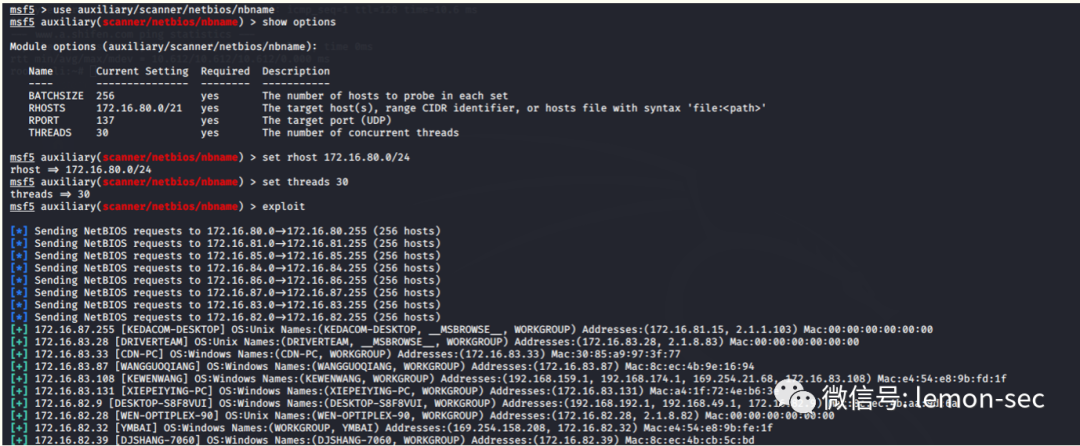 msf5 > use auxiliary/scanner/netbios/nbname
msf5 auxiliary(scanner/netbios/nbname) > show options
Module options (auxiliary/scanner/netbios/nbname):
Name Current Setting Required Description
---- --------------- -------- -----------
BATCHSIZE 256 yes The number of hosts to probe in each set
RHOSTS 172.16.80.0/21 yes The target host(s), range CIDR identifier, or hosts file with syntax 'file:<path>'
RPORT 137 yes The target port (UDP)
THREADS 30 yes The number of concurrent threads
msf5 auxiliary(scanner/netbios/nbname) > set rhost 172.16.80.0/24
rhost => 172.16.80.0/24
msf5 auxiliary(scanner/netbios/nbname) > set threads 30
threads => 30
msf5 auxiliary(scanner/netbios/nbname) > exploit
[*] Sending NetBIOS requests to 172.16.80.0->172.16.80.255 (256 hosts)
[*] Sending NetBIOS requests to 172.16.81.0->172.16.81.255 (256 hosts)
[*] Sending NetBIOS requests to 172.16.85.0->172.16.85.255 (256 hosts)
[*] Sending NetBIOS requests to 172.16.84.0->172.16.84.255 (256 hosts)
[*] Sending NetBIOS requests to 172.16.86.0->172.16.86.255 (256 hosts)
[*] Sending NetBIOS requests to 172.16.87.0->172.16.87.255 (256 hosts)
[*] Sending NetBIOS requests to 172.16.83.0->172.16.83.255 (256 hosts)
[*] Sending NetBIOS requests to 172.16.82.0->172.16.82.255 (256 hosts)
[+] 172.16.87.255 [KEDACOM-DESKTOP] OS:Unix Names:(KEDACOM-DESKTOP, __MSBROWSE__, WORKGROUP) Addresses:(172.16.81.15, 2.1.1.103) Mac:00:00:00:00:00:00
[+] 172.16.83.28 [DRIVERTEAM] OS:Unix Names:(DRIVERTEAM, __MSBROWSE__, WORKGROUP) Addresses:(172.16.83.28, 2.1.8.83) Mac:00:00:00:00:00:00
[+] 172.16.83.33 [CDN-PC] OS:Windows Names:(CDN-PC, WORKGROUP) Addresses:(172.16.83.33) Mac:30:85:a9:97:3f:77
[+] 172.16.83.87 [WANGGUOQIANG] OS:Windows Names:(WANGGUOQIANG, WORKGROUP) Addresses:(172.16.83.87) Mac:8c:ec:4b:9e:16:94
[+] 172.16.83.108 [KEWENWANG] OS:Windows Names:(KEWENWANG, WORKGROUP) Addresses:(192.168.159.1, 192.168.174.1, 169.254.21.68, 172.16.83.108) Mac:e4:54:e8:9b:fd:1f
[+] 172.16.83.131 [XIEPEIYING-PC] OS:Windows Names:(XIEPEIYING-PC, WORKGROUP) Addresses:(172.16.83.131) Mac:a4:1f:72:4e:b6:3
[+] 172.16.82.9 [DESKTOP-S8F8VUI] OS:Windows Names:(DESKTOP-S8F8VUI, WORKGROUP) Addresses:(192.168.192.1, 192.168.49.1,
[+] 172.16.82.28 [WEN-OPTIPLEX-90] OS:Unix Names:(WEN-OPTIPLEX-90, WORKGROUP) Addresses:(172.16.82.28, 2.1.8.82) Mac:00:00:00:00:00:00
[+] 172.16.82.32 [YMBAI] OS:Windows Names:(WORKGROUP, YMBAI) Addresses:(169.254.158.208, 172.16.82.32) Mac:e4:54:e8:9b:fe:1f
[+] 172.16.82.39 [DJSHANG-7060] OS:Windows Names:(DJSHANG-7060, WORKGROUP) Addresses:(172.16.82.39) Mac:8c:ec:4b:cb:5c:bd
微信号: lemon-sec